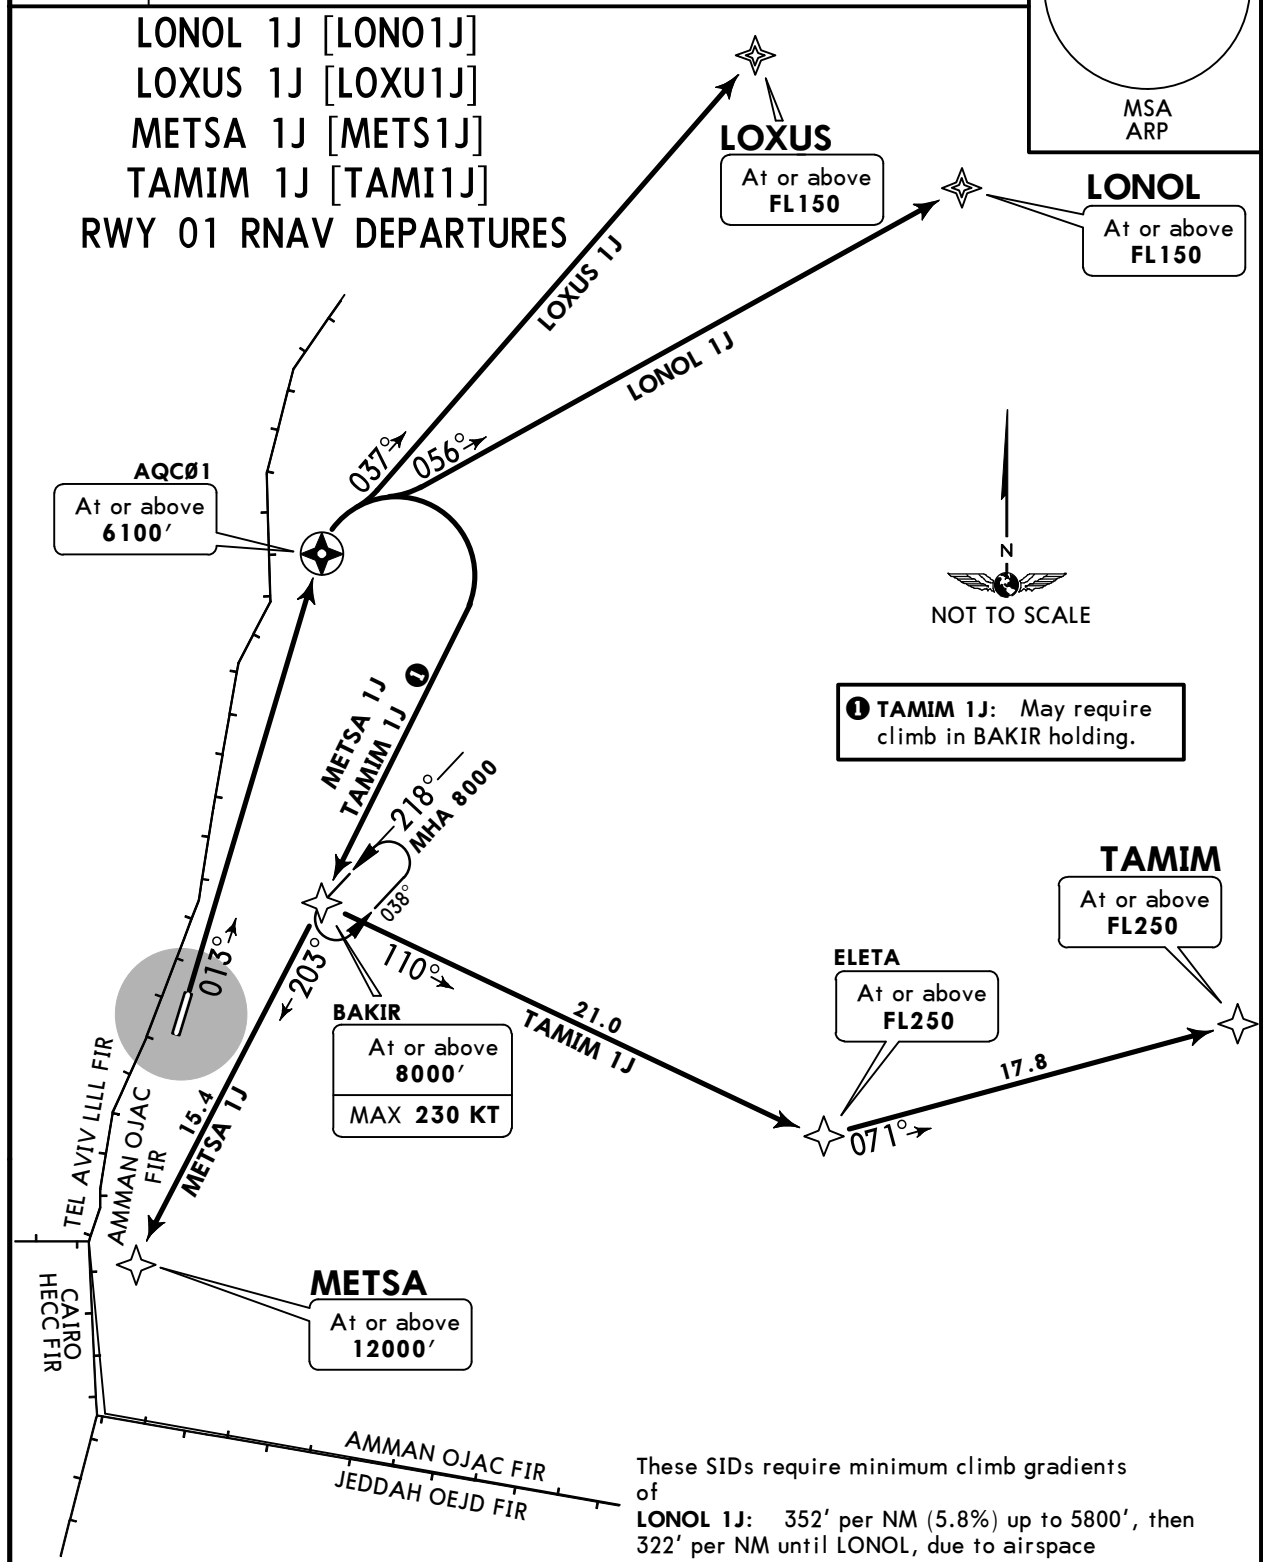 LONOL 1J [LONO1J]
LOXUS 1J [LOXU1J]
METSA 1J [METS1J]
TAMIM 1J [TAMI1J]
RWY 01 RNAV DEPARTURES
MSA
ARP
LOXUS
At or above
FL150
LONOL
At or above
FL150
LOXUS 1J
LONOL 1J
037°
056°
AQCØ1
At or above
6100'
N
NOT TO SCALE
1 TAMIM 1J: May require
climb in BAKIR holding.
METSA 1J
TAMIM 1J 1
218°
MHA 8000
038°
TAMIM
At or above
FL250
013°
203°
110°
ELETA
At or above
FL250
BAKIR
At or above
8000'
MAX 230 KT
21.0
TAMIM 1J
17.8
071°
15.4
METSA 1J
TEL AVIV LLLL FIR
AMMAN OJAC
FIR
METSA
At or above
12000'
CAIRO
HECC FIR
AMMAN OJAC FIR
JEDDAH OEJD FIR
These SIDs require minimum climb gradients
of
LONOL 1J: 352' per NM (5.8%) up to 5800', then
322' per NM until LONOL, due to airspace